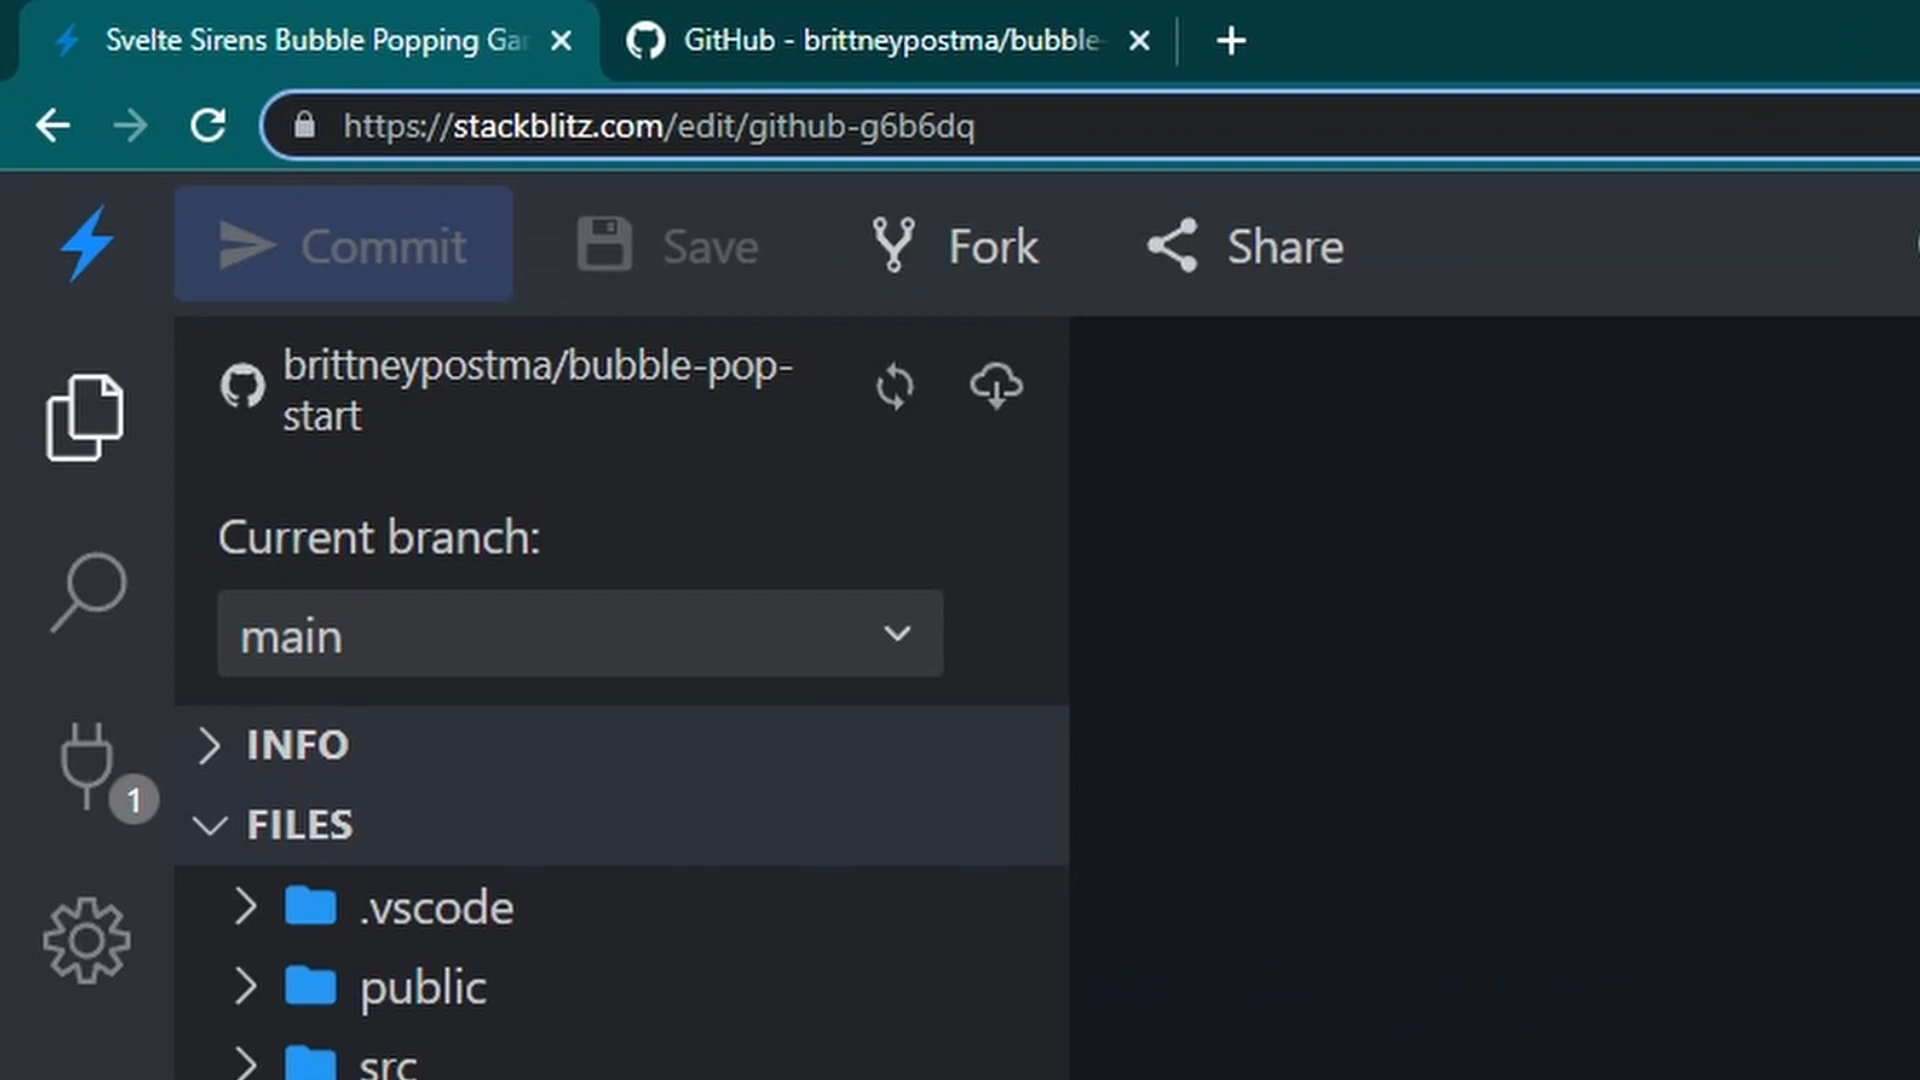 Svelte Sirens Bubble Popping Gar
GitHub - brittneypostma/bubble-
https://stackblitz.com/edit/github-g6b6dq
Commit Save Fork Share
brittneypostma/bubble-pop-
start
Current branch:
main
INFO
1
FILES
.vscode
public
src